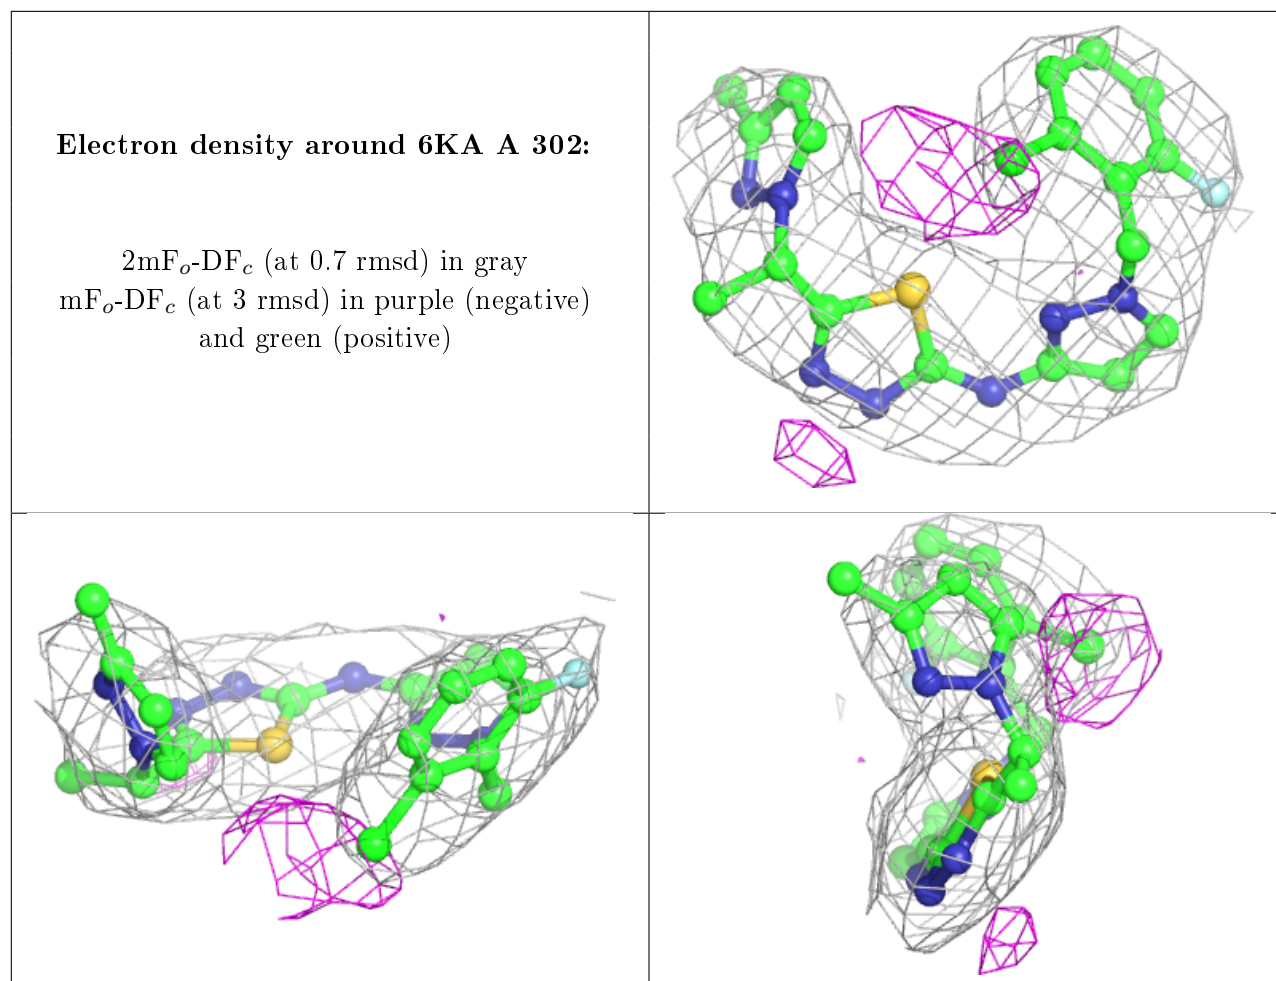 Electron density around 6KA A 302:
2mFo-DFc (at 0.7 rmsd) in gray
mFo-DFc (at 3 rmsd) in purple (negative)
and green (positive)